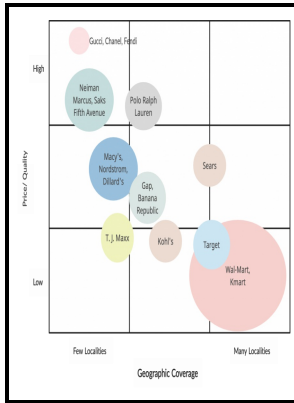 Gucci, Chanel, Fendi
High
Neiman
Marcus, Saks
Fifth Avenue
Polo Ralph
Lauren
Price/ Quality
Macy's,
Nordstrom,
Dillard's
Sears
Gap,
Banana
Republic
T. J. Maxx
Kohl's
Target
Wal-Mart,
Kmart
Low
Few Localities
Many Localities
Geographic Coverage